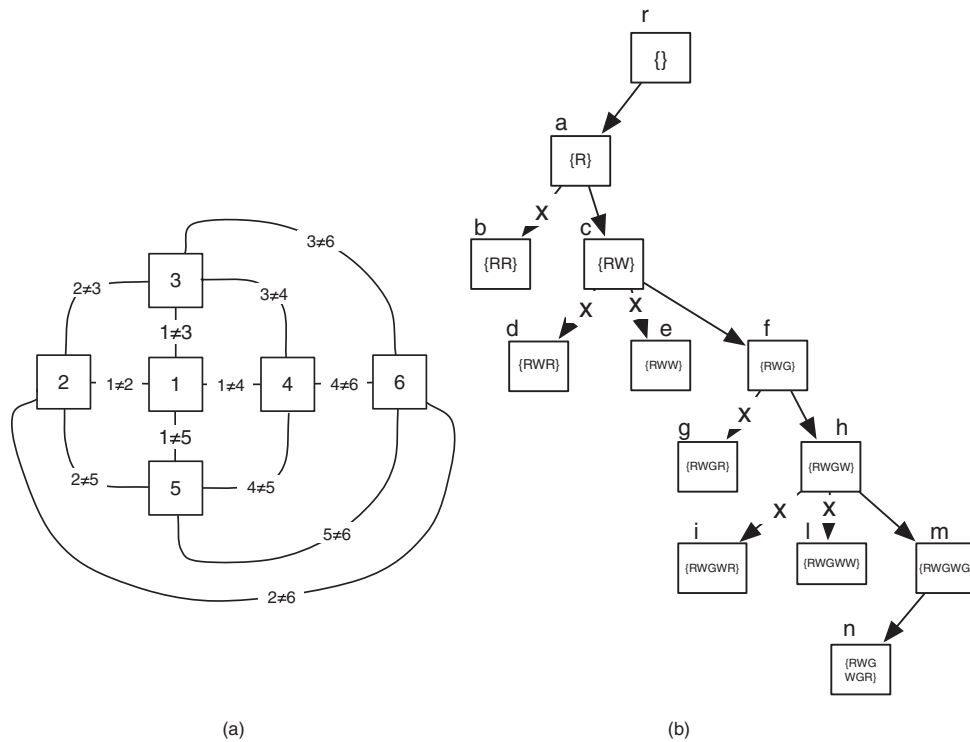 3≠6
3
2≠3
3≠4
1≠3
2
1≠2
1
1≠4
4
4≠6
6
1≠5
2≠5
5
4≠5
5≠6
2≠6
(a)
r
{}
a
{R}
x
b
c
{RR}
{RW}
x
x
d
e
f
{RWR}
{RWW}
{RWG}
x
g
h
{RWGR}
{RWGW}
x
x
i
l
m
{RWGWR}
{RWGWW}
{RWGWG}
n
{RWG
WGR}
(b)